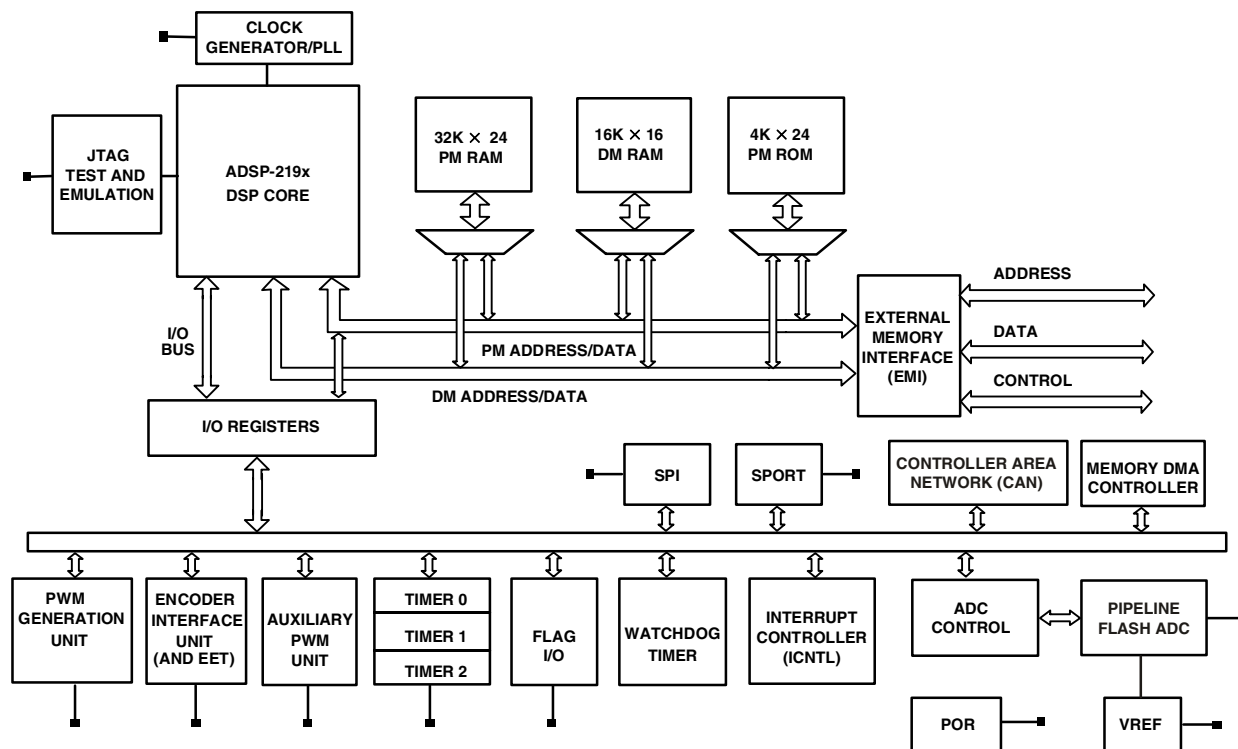 CLOCK
GENERATOR/PLL
JTAG
TEST AND
EMULATION
ADSP-219x
DSP CORE
32K × 24
PM RAM
16K × 16
DM RAM
4K × 24
PM ROM
I/O
BUS
PM ADDRESS/DATA
DM ADDRESS/DATA
EXTERNAL
MEMORY
INTERFACE
(EMI)
ADDRESS
DATA
CONTROL
I/O REGISTERS
SPI
SPORT
CONTROLLER AREA
NETWORK (CAN)
MEMORY DMA
CONTROLLER
PWM
GENERATION
UNIT
ENCODER
INTERFACE
UNIT
(AND EET)
AUXILIARY
PWM
UNIT
TIMER 0
TIMER 1
TIMER 2
FLAG
I/O
WATCHDOG
TIMER
INTERRUPT
CONTROLLER
(ICNTL)
ADC
CONTROL
PIPELINE
FLASH ADC
POR
VREF